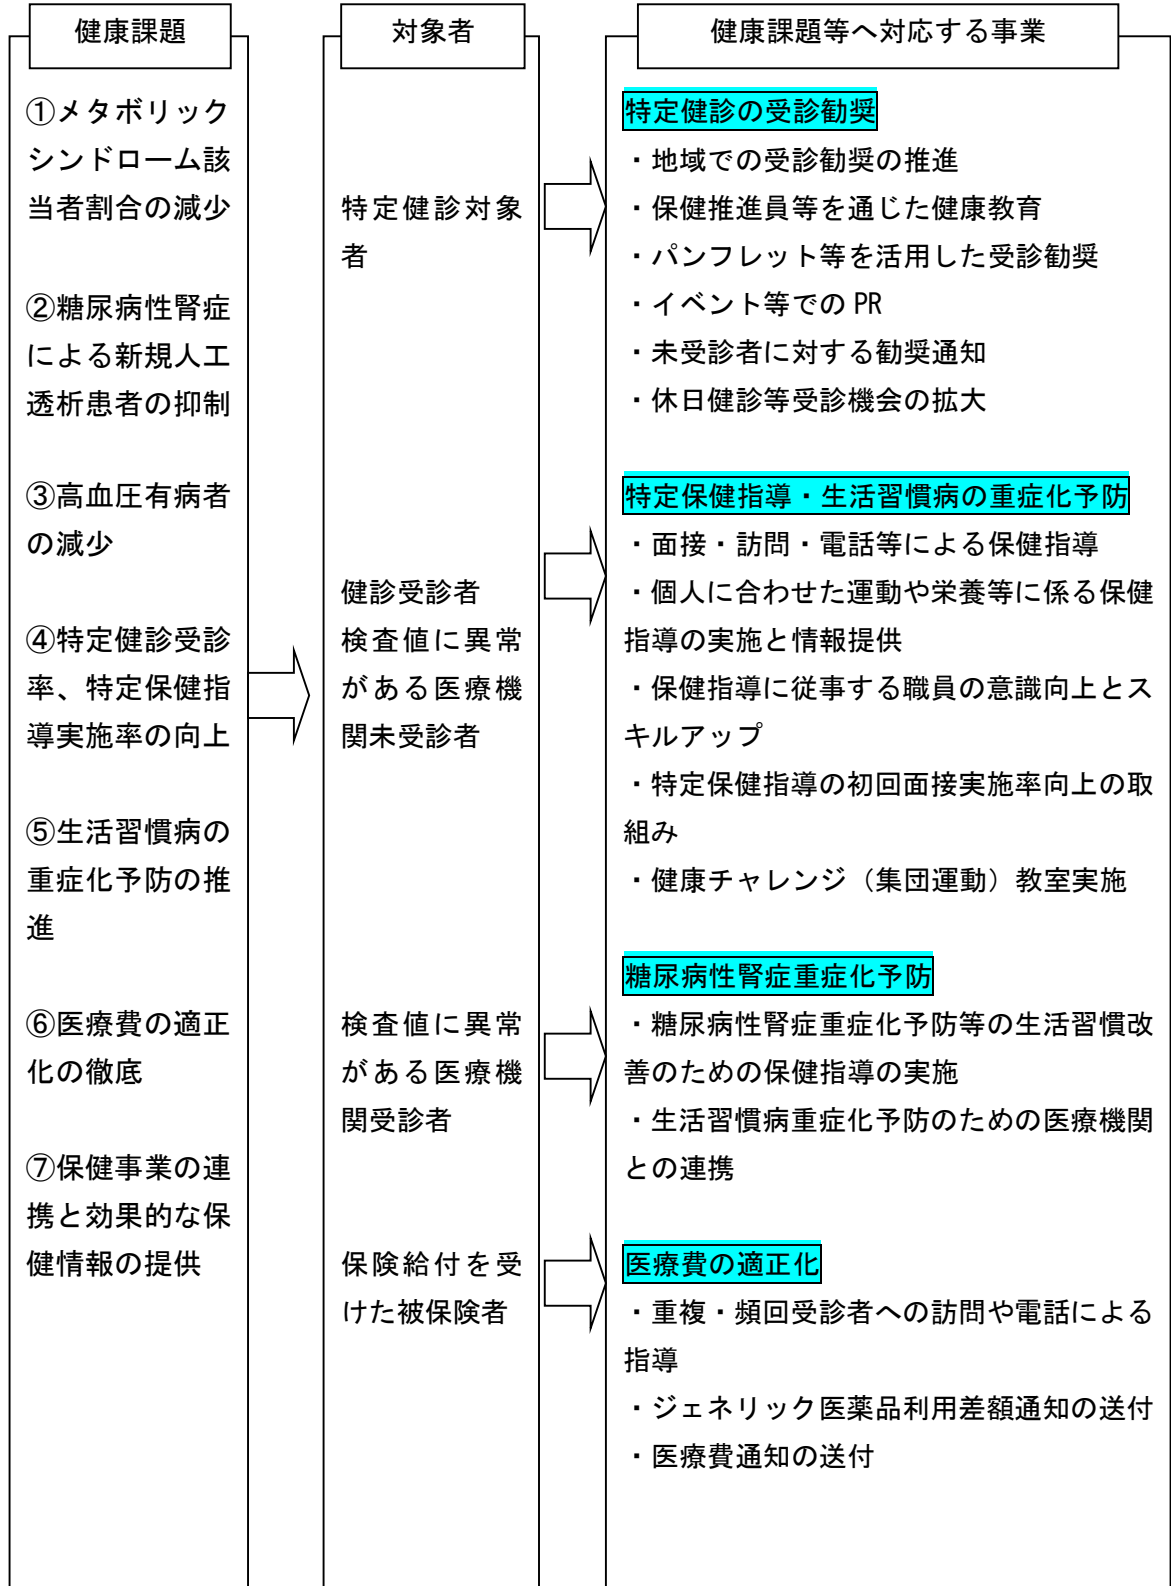 健康課題
①メタボリック
シンドローム該
当者割合の減少
②糖尿病性腎症
による新規人工
透析患者の抑制
③高血圧有病者
の減少
④特定健診受診
率、特定保健指
導実施率の向上
⑤生活習慣病の
重症化予防の推
進
⑥医療費の適正
化の徹底
⑦保健事業の連
携と効果的な保
健情報の提供
対象者
特定健診対象
者
健診受診者
検査値に異常
がある医療機
関未受診者
検査値に異常
がある医療機
関受診者
保険給付を受
けた被保険者
健康課題等へ対応する事業
特定健診の受診勧奨
・地域での受診勧奨の推進
・保健推進員等を通じた健康教育
・パンフレット等を活用した受診勧奨
・イベント等での PR
・未受診者に対する勧奨通知
・休日健診等受診機会の拡大
特定保健指導・生活習慣病の重症化予防
・面接・訪問・電話等による保健指導
・個人に合わせた運動や栄養等に係る保健
指導の実施と情報提供
・保健指導に従事する職員の意識向上とス
キルアップ
・特定保健指導の初回面接実施率向上の取
組み
・健康チャレンジ（集団運動）教室実施
糖尿病性腎症重症化予防
・糖尿病性腎症重症化予防等の生活習慣改
善のための保健指導の実施
・生活習慣病重症化予防のための医療機関
との連携
医療費の適正化
・重複・頻回受診者への訪問や電話による
指導
・ジェネリック医薬品利用差額通知の送付
・医療費通知の送付